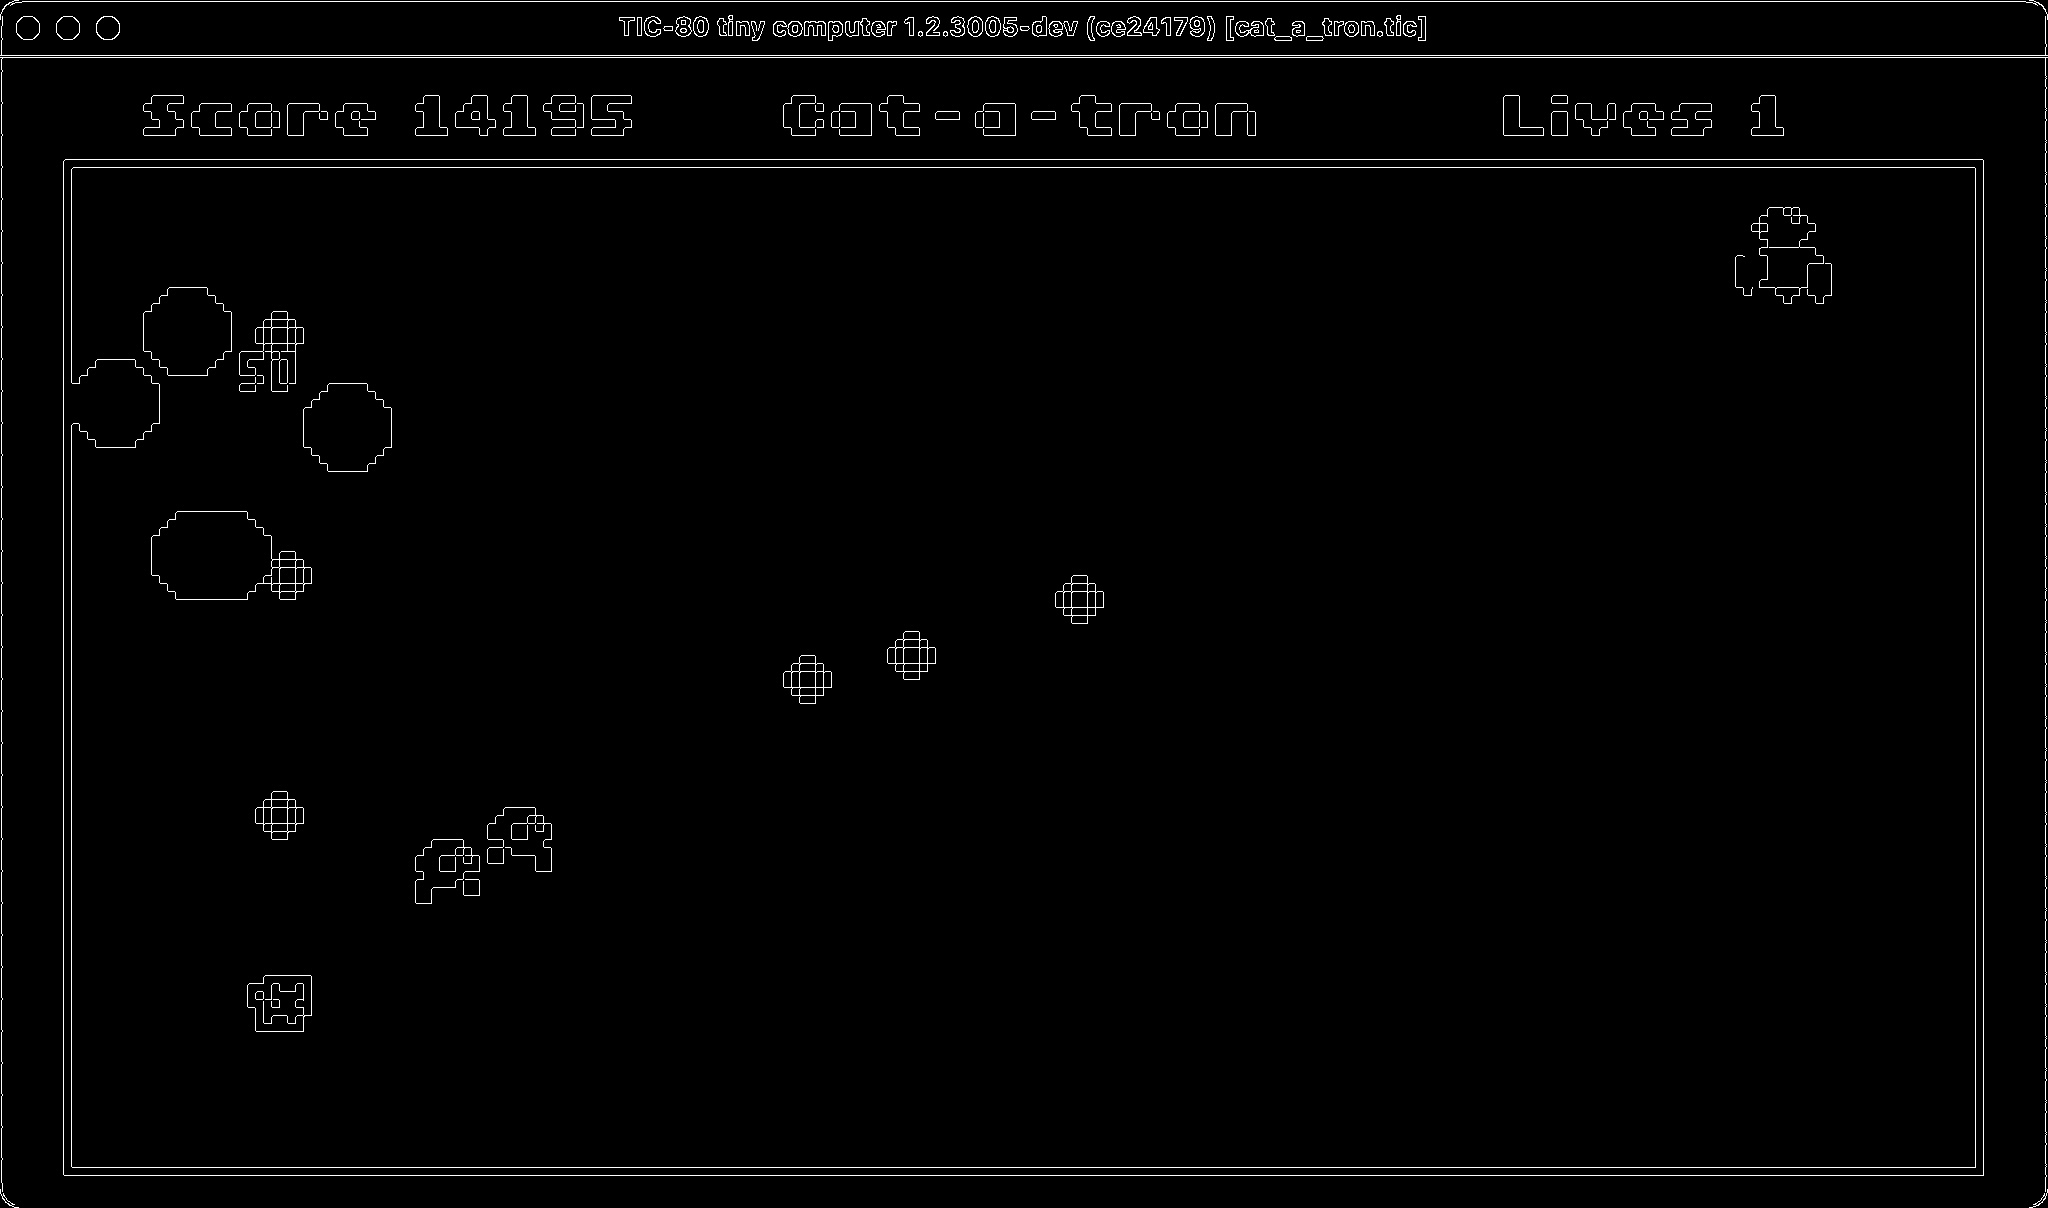 TIC-80 tiny computer 1.2.3005-dev (ce24179) [cat_a_tron.tic]
Score 14195 Cat-a-tron Lives 1
50